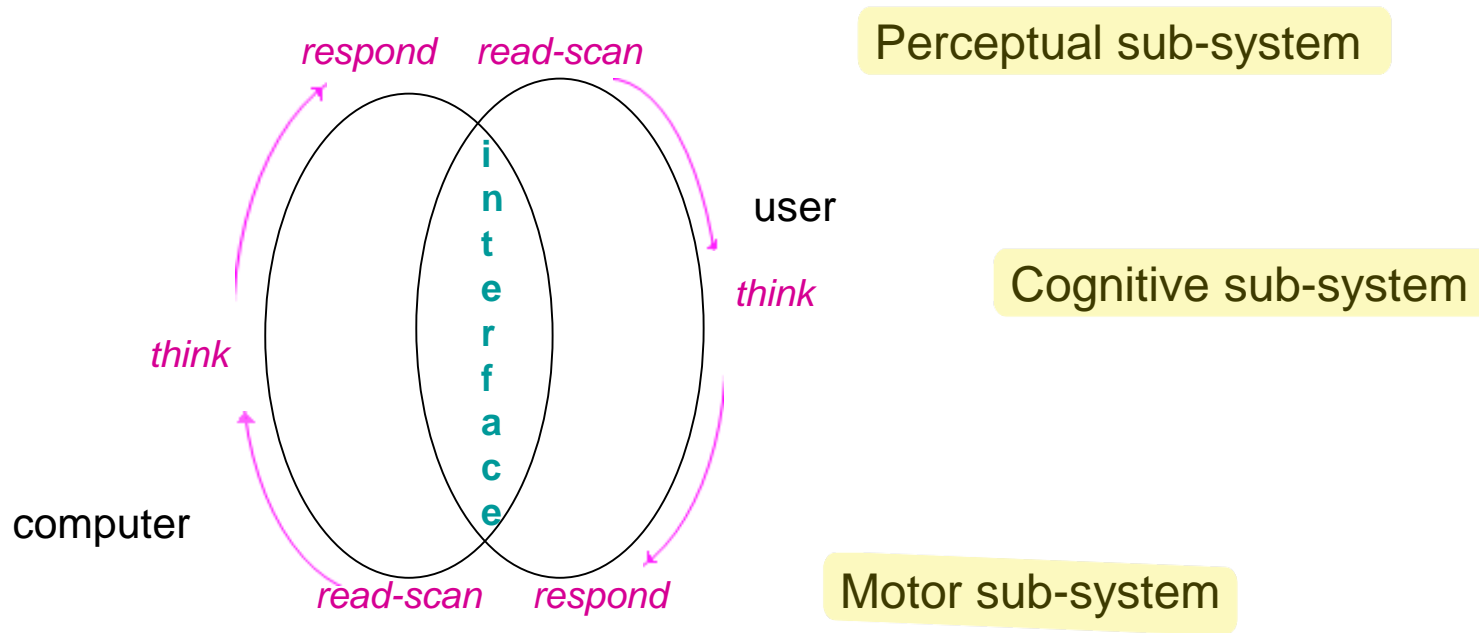 respond read-scan
Perceptual sub-system
interface
user
think
Cognitive sub-system
think
computer
read-scan respond
Motor sub-system